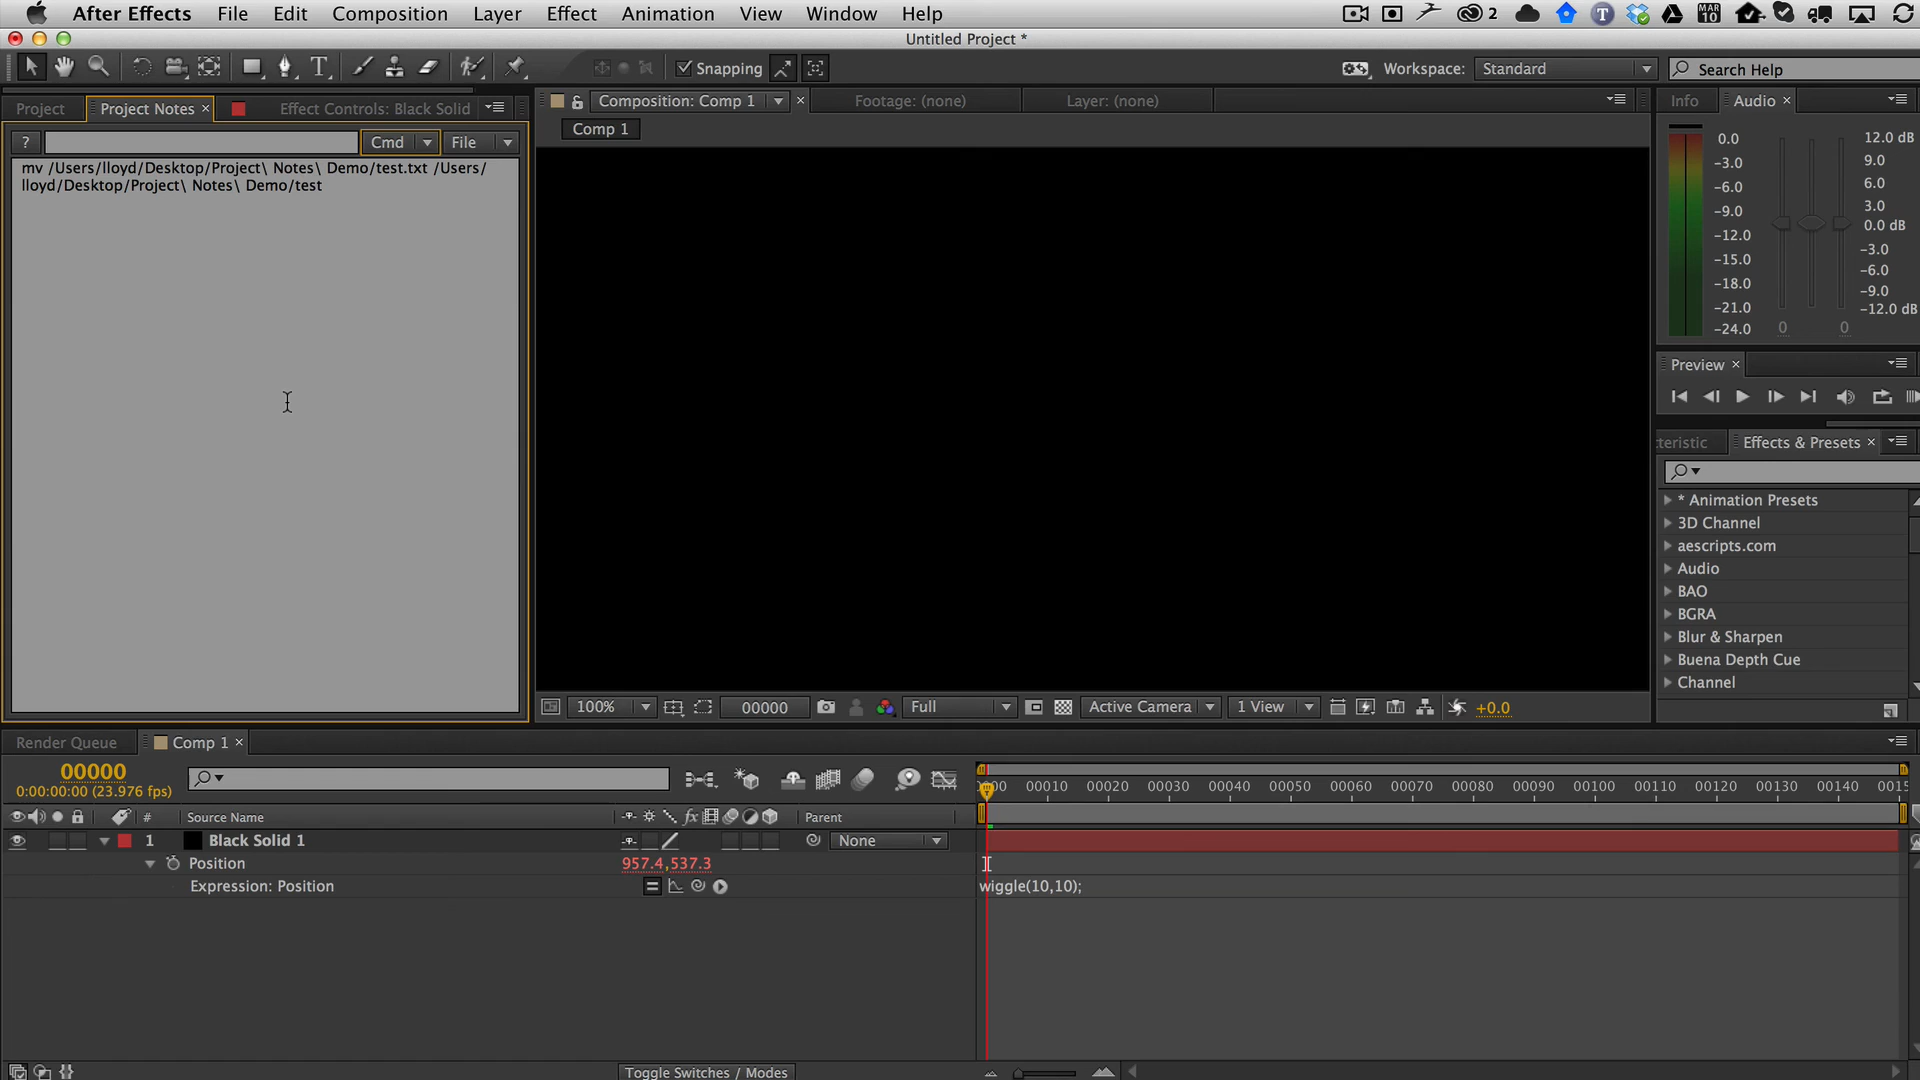 After Effects File Edit Composition Layer Effect Animation View Window Help 2 T MAR 10
Untitled Project *
Snapping Workspace: Standard Search Help
Project Project Notes × Effect Controls: Black Solid
Composition: Comp 1 × Footage: (none) Layer: (none)
Info Audio ×
? Cmd File
Comp 1
mv /Users/lloyd/Desktop/Project\ Notes\ Demo/test.txt /Users/
lloyd/Desktop/Project\ Notes\ Demo/test
0.0 12.0 dB
-3.0 9.0
-6.0 6.0
-9.0 3.0
-12.0 0.0 dB
-15.0 -3.0
-18.0 -6.0
-21.0 -9.0
-24.0 0 0 -12.0 dB
Preview ×
teristic Effects & Presets ×
* Animation Presets
3D Channel
aescripts.com
Audio
BAO
BGRA
Blur & Sharpen
Buena Depth Cue
Channel
100% 00000 Full Active Camera 1 View +0.0
Render Queue Comp 1 ×
00000
0:00:00:00 (23.976 fps)
00 00010 00020 00030 00040 00050 00060 00070 00080 00090 00100 00110 00120 00130 00140 0015
# Source Name fx Parent
1 Black Solid 1 None
Position 957.4,537.3
Expression: Position wiggle(10,10);
Toggle Switches / Modes